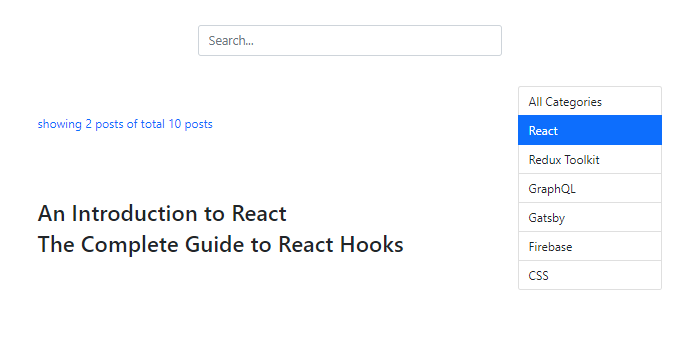 Search...
showing 2 posts of total 10 posts
An Introduction to React
The Complete Guide to React Hooks
All Categories
React
Redux Toolkit
GraphQL
Gatsby
Firebase
CSS